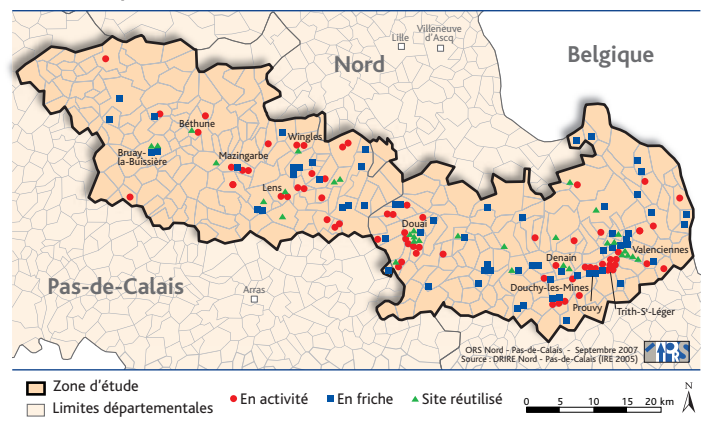 Villeneuve
d'Ascq
Lille
Nord
Belgique
Béthune
Wingles
Bruay-
la-Buissière
Mazingarbe
Lens
Douai
Valenciennes
Denain
Douchy-les-Mines
Pas-de-Calais
Arras
Prouvy
Trith-St-Léger
ORS Nord - Pas-de-Calais - Septembre 2007
Source : DRIRE Nord - Pas-de-Calais (IRE 2005)
ORS
Zone d'étude
Limites départementales
En activité
En friche
Site réutilisé
0 5 10 15 20 km
N